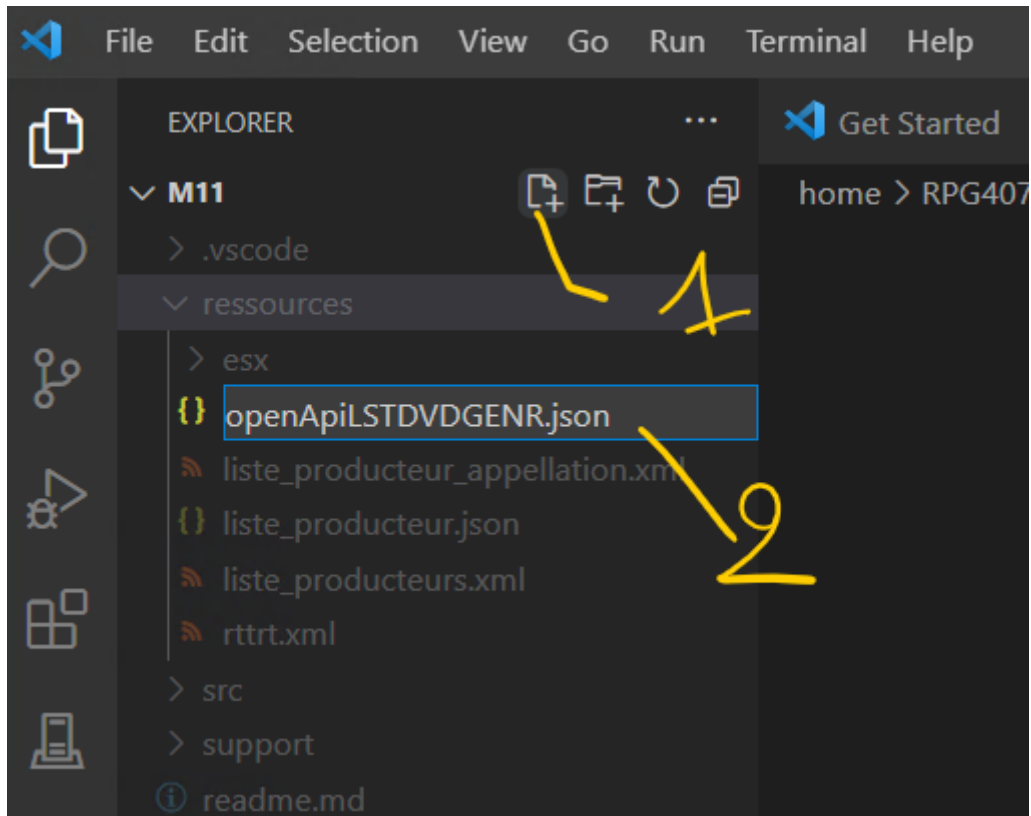 File Edit Selection View Go Run Terminal Help
EXPLORER ··· Get Started
M11 home > RPG407
> .vscode
ressources
> esx
{} openApiLSTDVDGENR.json
liste_producteur_appellation.xml
{} liste_producteur.json
liste_producteurs.xml
rttrt.xml
> src
> support
readme.md
1
2